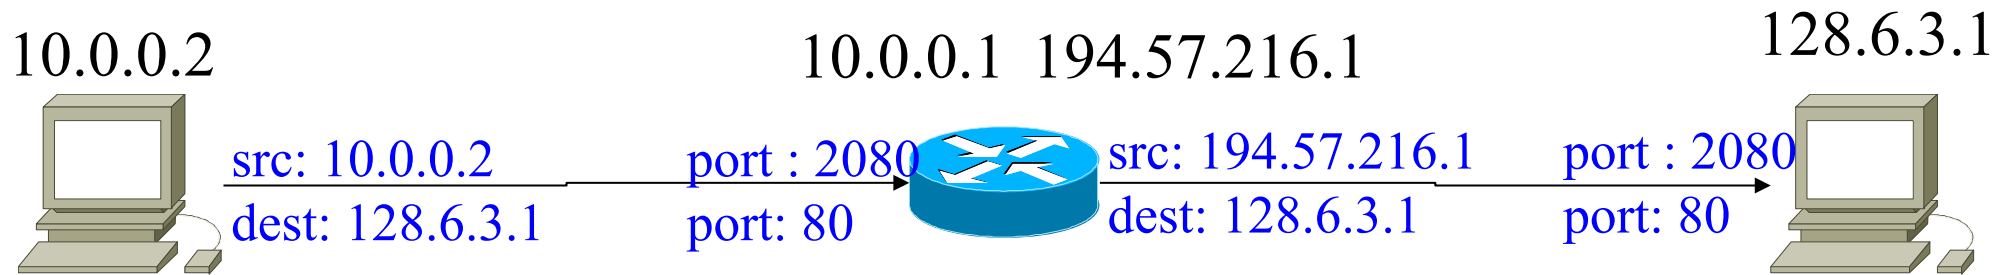 10.0.0.2
10.0.0.1 194.57.216.1
128.6.3.1
src: 10.0.0.2 port : 2080
dest: 128.6.3.1 port: 80
src: 194.57.216.1 port : 2080
dest: 128.6.3.1 port: 80